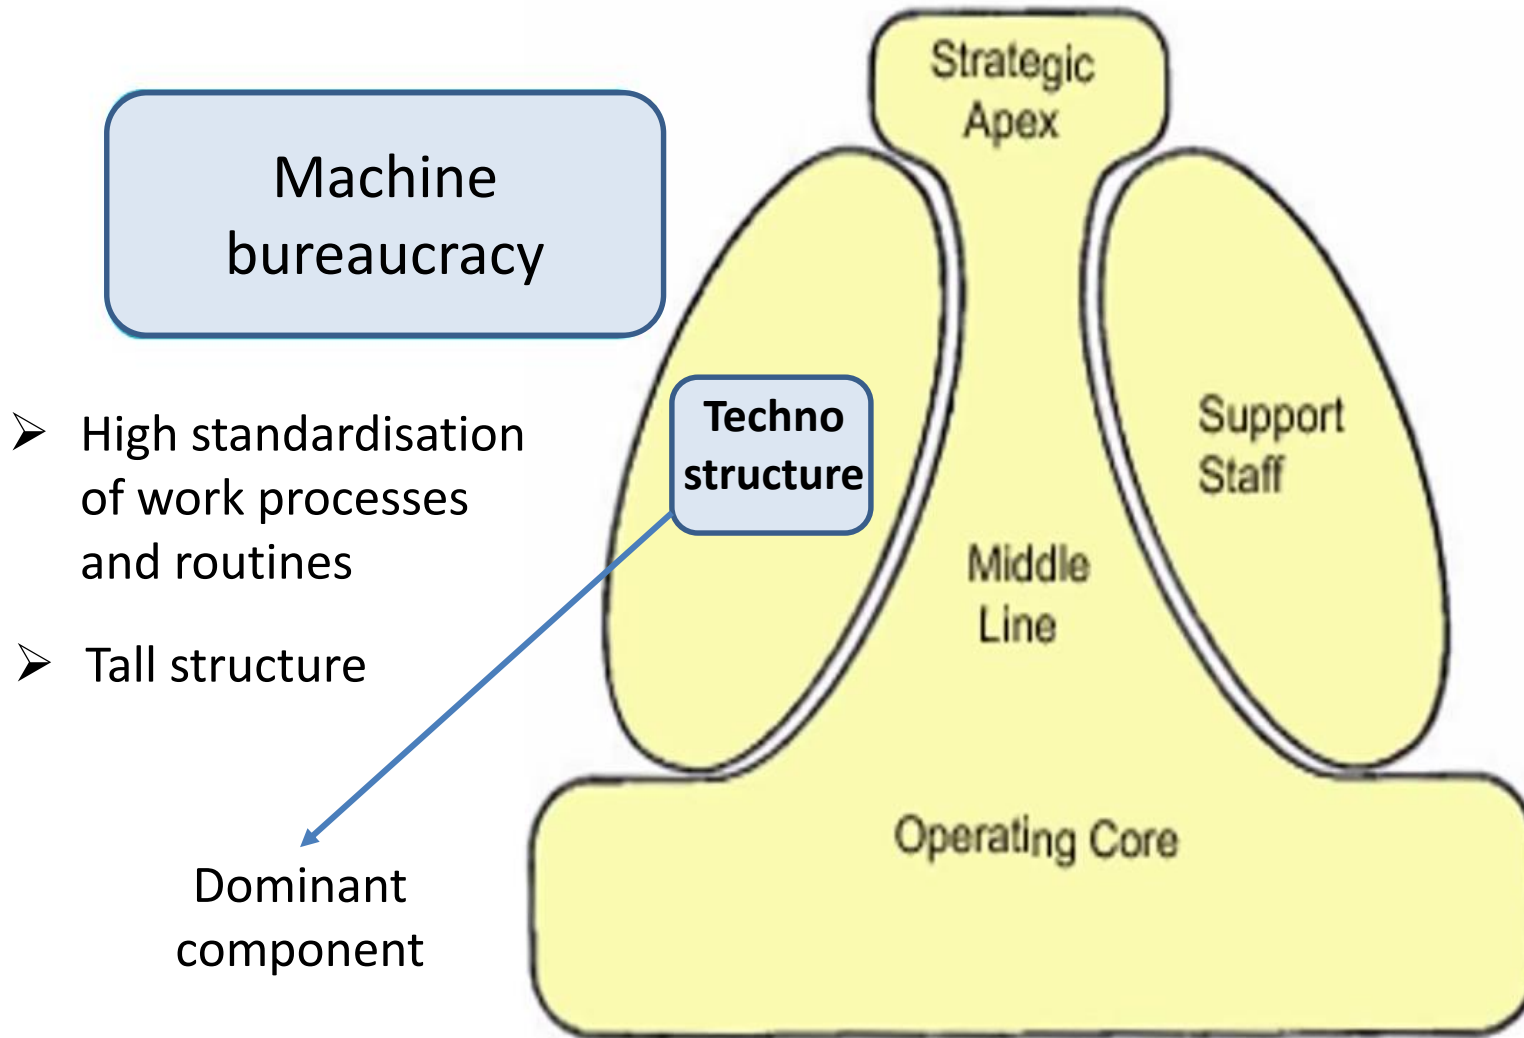 Strategic
Apex
Machine
bureaucracy
Techno
structure
Support
Staff
➢ High standardisation
of work processes
and routines
Middle
Line
➢ Tall structure
Operating Core
Dominant
component